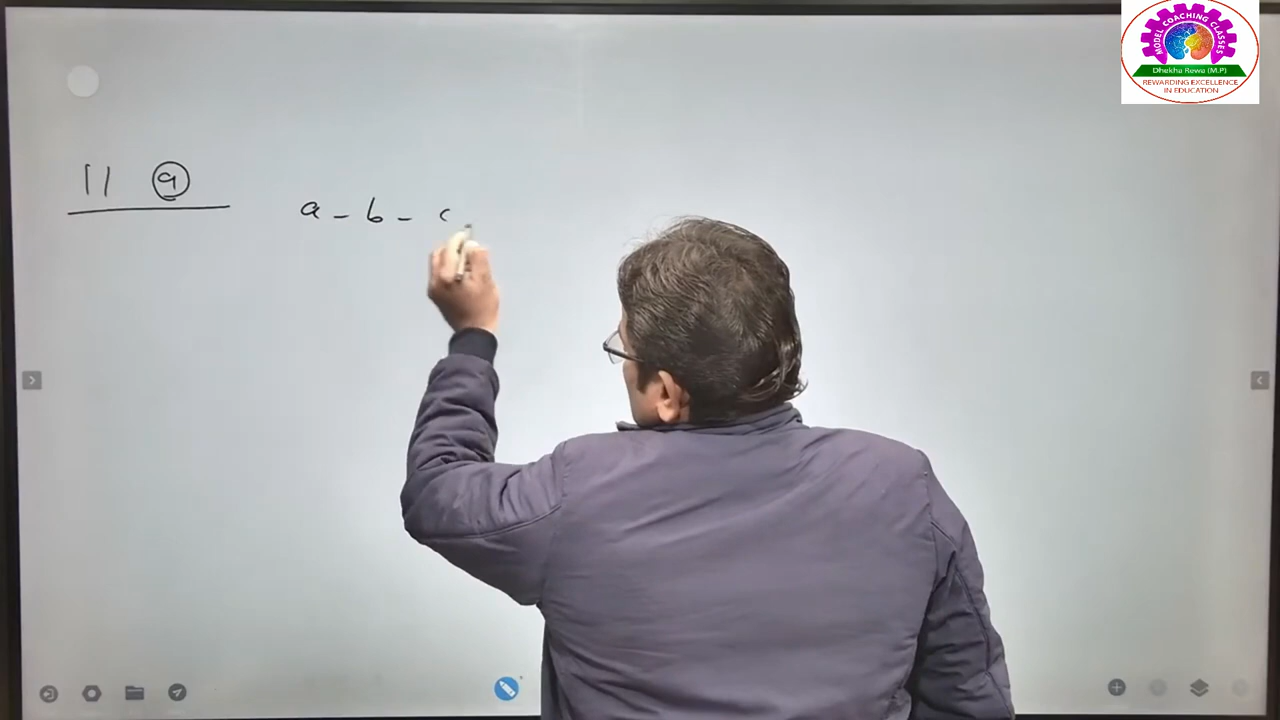 MODEL COACHING CLASSES
Dhekha Rewa (M.P)
REWARDING EXCELLENCE
IN EDUCATION
11 a
a - b - c